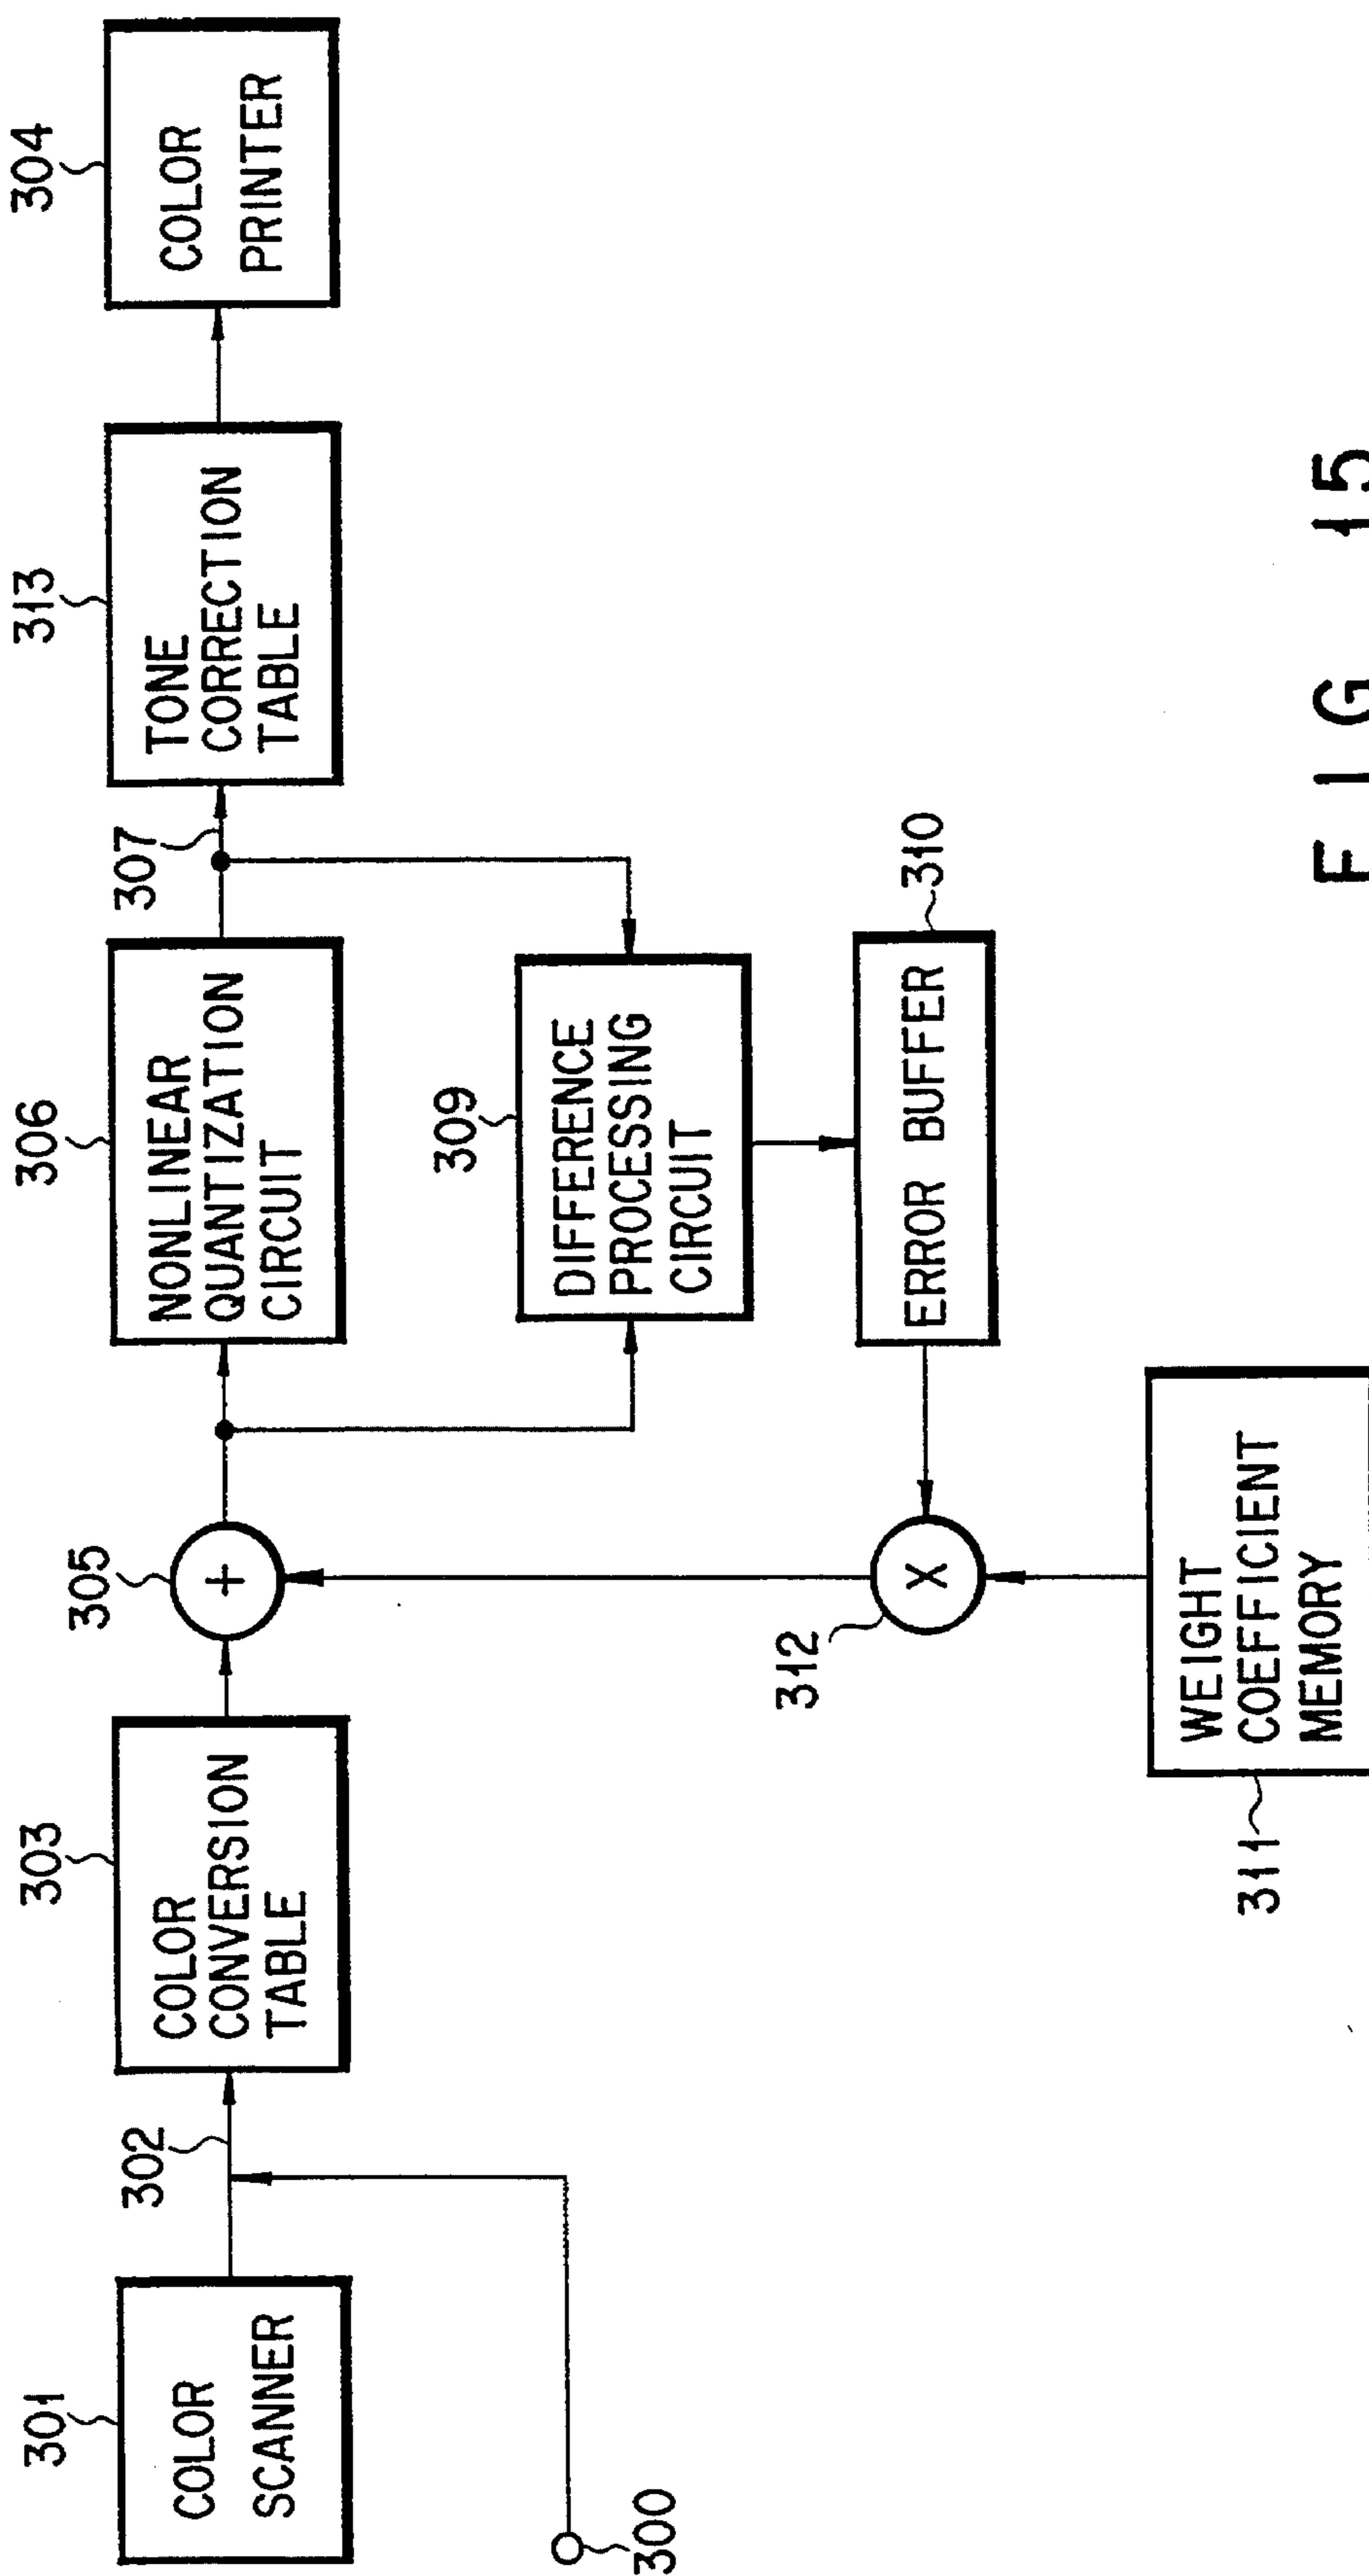 301
COLOR
SCANNER
300
302
303
COLOR
CONVERSION
TABLE
305
+
306
NONLINEAR
QUANTIZATION
CIRCUIT
307
313
TONE
CORRECTION
TABLE
304
COLOR
PRINTER
309
DIFFERENCE
PROCESSING
CIRCUIT
310
ERROR BUFFER
312
X
311
WEIGHT
COEFFICIENT
MEMORY
F I G. 15